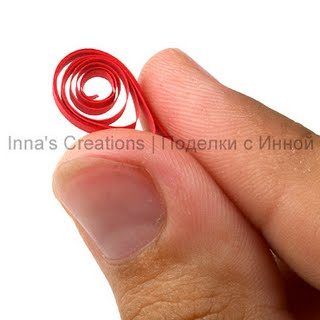 Inna's Creations | Поделки с Инной